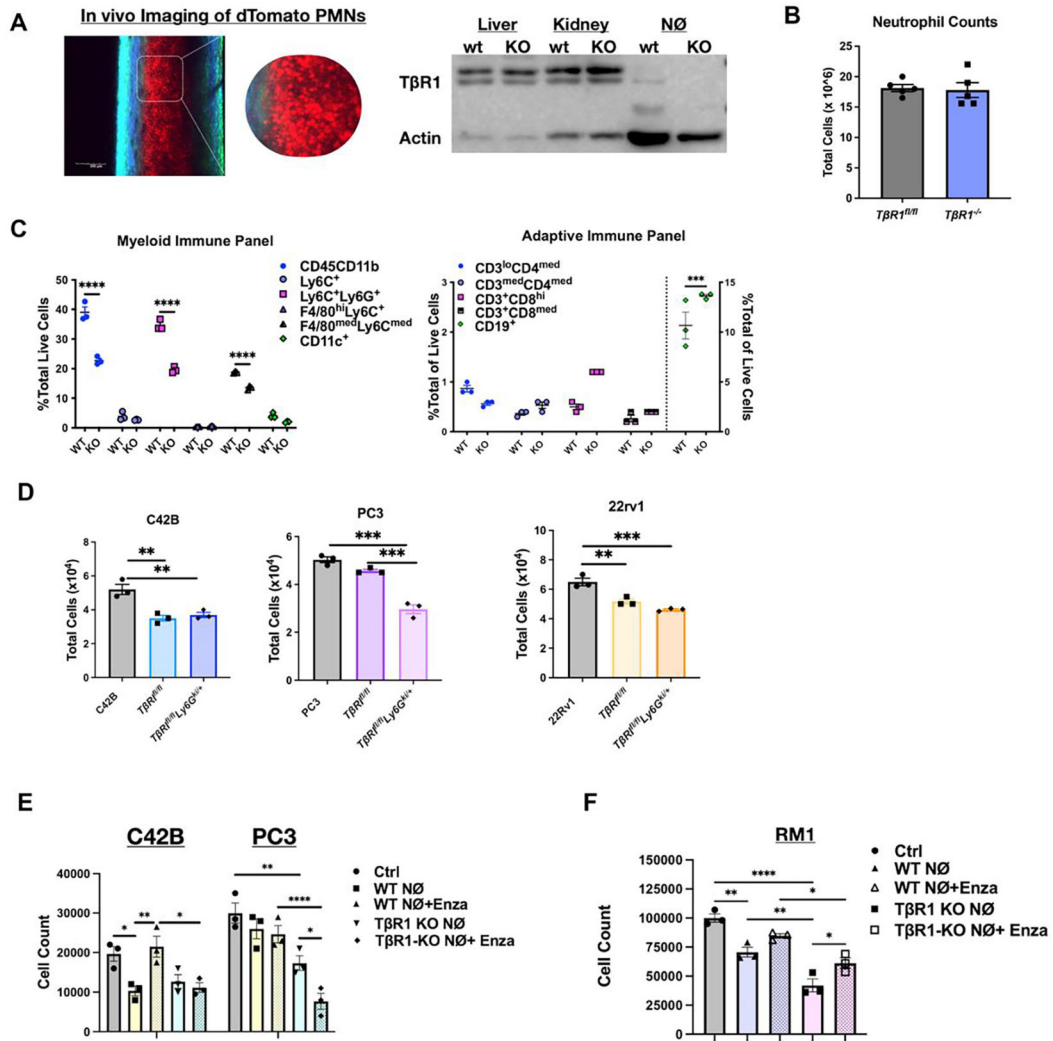 A
In vivo Imaging of dTomato PMNs
Liver Kidney NØ
wt KO wt KO wt KO
TβR1
Actin
B
Neutrophil Counts
Total Cells (x 10^6)
25
20
15
10
5
0
TβR1fl/fl TβR1-/-
C
Myeloid Immune Panel
%Total Live Cells
50
40
30
20
10
0
**** **** ****
WT KO WT KO WT KO WT KO WT KO WT KO
CD45CD11b
Ly6C+
Ly6C+Ly6G+
F4/80hiLy6C+
F4/80medLy6Cmed
CD11c+
Adaptive Immune Panel
%Total of Live Cells
3
2
1
0
CD3loCD4med
CD3medCD4med
CD3+CD8hi
CD3+CD8med
CD19+
***
15
10
5
0
%Total of Live Cells
WT KO WT KO WT KO WT KO WT KO
D
C42B
Total Cells (x10⁴)
8
6
4
2
0
**
**
C42B TβRIfl/fl TβRIfl/flLy6Gki/+
PC3
Total Cells (x10⁴)
6
4
2
0
***
***
PC3 TβRIfl/fl TβRIfl/flLy6Gki/+
22rv1
Total Cells (x10⁴)
10
8
6
4
2
0
***
**
22Rv1 TβRIfl/fl TβRIfl/flLy6Gki/+
E
C42B PC3
Cell Count
40000
30000
20000
10000
0
* ** *
** **** *
Ctrl
WT NØ
WT NØ+Enza
TβR1 KO NØ
TβR1-KO NØ+ Enza
F
RM1
Cell Count
150000
125000
100000
75000
50000
25000
0
****
** *
**
*
Ctrl
WT NØ
WT NØ+Enza
TβR1 KO NØ
TβR1-KO NØ+ Enza